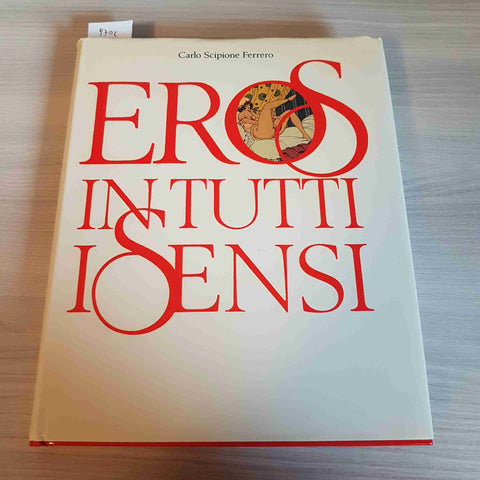 Carlo Scipione Ferrero
EROS
IN TUTTI
I SENSI